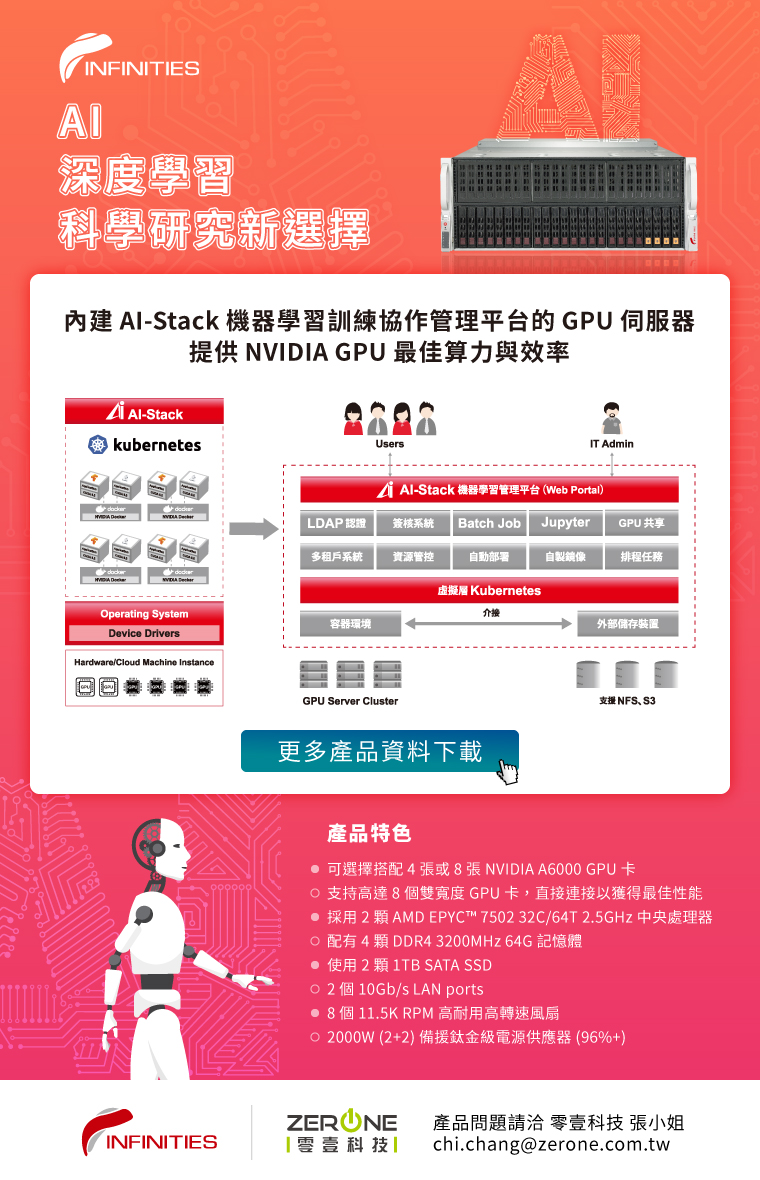 INFINITIES
AI
深度學習
科學研究新選擇
內建 AI-Stack 機器學習訓練協作管理平台的 GPU 伺服器
提供 NVIDIA GPU 最佳算力與效率
Ai AI-Stack
kubernetes
docker
NVIDIA Docker
docker
NVIDIA Docker
docker
NVIDIA Docker
docker
NVIDIA Docker
Operating System
Device Drivers
Hardware/Cloud Machine Instance
GPU GPU GPU GPU GPU GPU
Users
IT Admin
Ai AI-Stack 機器學習管理平台 (Web Portal)
LDAP 認證 簽核系統 Batch Job Jupyter GPU 共享
多租戶系統 資源管控 自動部署 自製鏡像 排程任務
虛擬層 Kubernetes
容器環境 介接 外部儲存裝置
GPU Server Cluster
支援 NFS、S3
更多產品資料下載
產品特色
可選擇搭配 4 張或 8 張 NVIDIA A6000 GPU 卡
支持高達 8 個雙寬度 GPU 卡，直接連接以獲得最佳性能
採用 2 顆 AMD EPYC™ 7502 32C/64T 2.5GHz 中央處理器
配有 4 顆 DDR4 3200MHz 64G 記憶體
使用 2 顆 1TB SATA SSD
2 個 10Gb/s LAN ports
8 個 11.5K RPM 高耐用高轉速風扇
2000W (2+2) 備援鈦金級電源供應器 (96%+)
INFINITIES
ZERONE
零壹科技
產品問題請洽 零壹科技 張小姐
chi.chang@zerone.com.tw